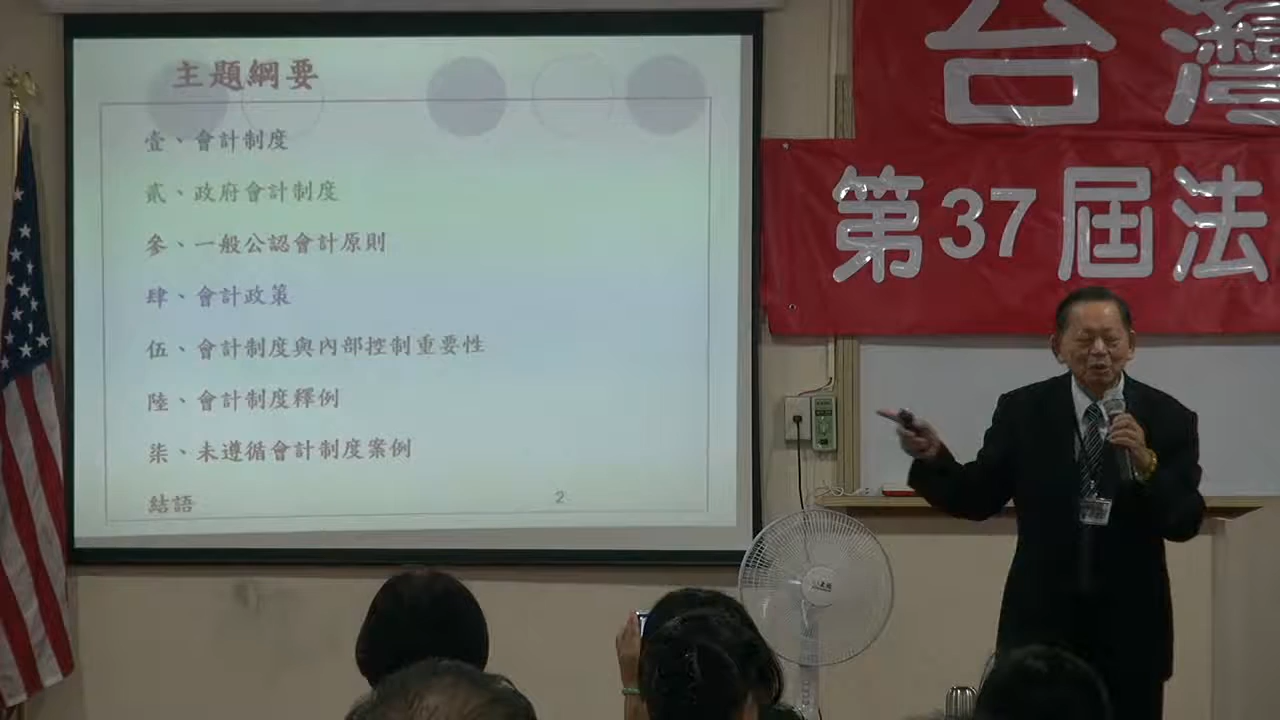 主題綱要
壹、會計制度
貳、政府會計制度
參、一般公認會計原則
肆、會計政策
伍、會計制度與內部控制重要性
陸、會計制度釋例
柒、未遵循會計制度案例
結語
2
台灣
第37屆法